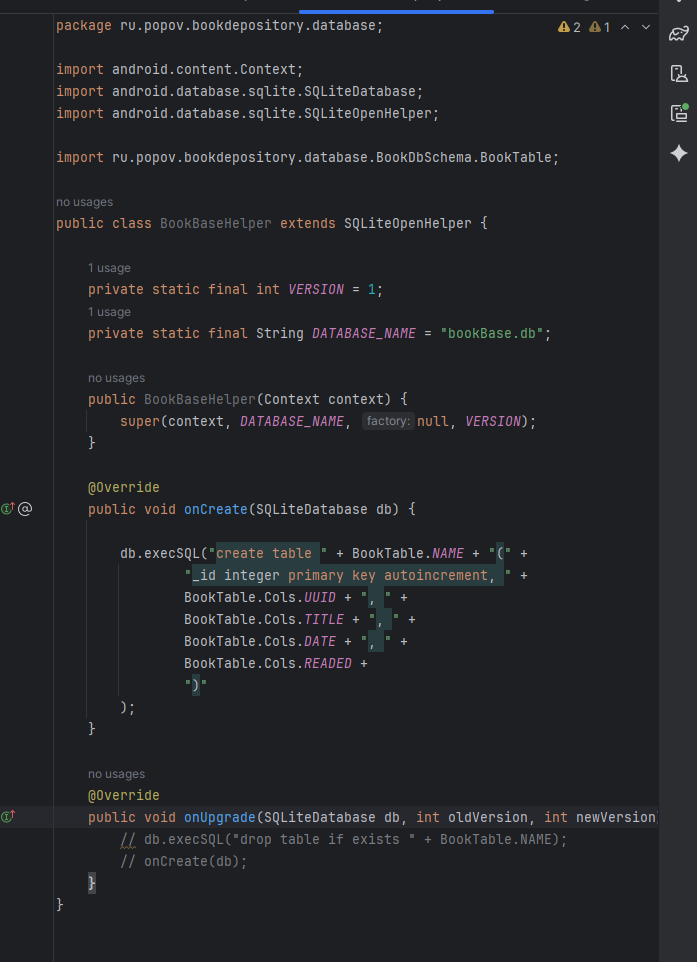 package ru.popov.bookdepository.database;
2 1
import android.content.Context;
import android.database.sqlite.SQLiteDatabase;
import android.database.sqlite.SQLiteOpenHelper;
import ru.popov.bookdepository.database.BookDbSchema.BookTable;
no usages
public class BookBaseHelper extends SQLiteOpenHelper {
1 usage
private static final int VERSION = 1;
1 usage
private static final String DATABASE_NAME = "bookBase.db";
no usages
public BookBaseHelper(Context context) {
super(context, DATABASE_NAME, factory: null, VERSION);
}
@Override
public void onCreate(SQLiteDatabase db) {
db.execSQL("create table " + BookTable.NAME + "(" +
"_id integer primary key autoincrement, " +
BookTable.Cols.UUID + ", " +
BookTable.Cols.TITLE + ", " +
BookTable.Cols.DATE + ", " +
BookTable.Cols.READED +
")"
);
}
no usages
@Override
public void onUpgrade(SQLiteDatabase db, int oldVersion, int newVersion
// db.execSQL("drop table if exists " + BookTable.NAME);
// onCreate(db);
}
}